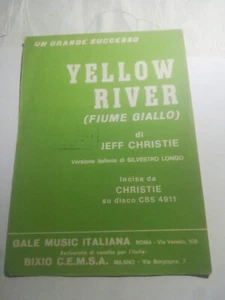 UN GRANDE SUCCESSO
YELLOW
RIVER
(FIUME GIALLO)
di
JEFF CHRISTIE
Versione italiana di SILVESTRO LONGO
Incisa da
CHRISTIE
su disco CBS 4911
GALE MUSIC ITALIANA ROMA - Via Veneto, 108
Esclusivista di vendita per l'Italia
BIXIO C.E.M.S.A. MILANO - Via Borgogna, 7